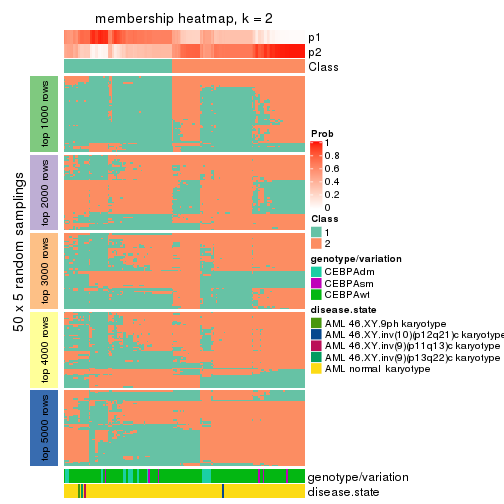 membership heatmap, k = 2
p1
p2
Class
50 x 5 random samplings
top 1000 rows
top 2000 rows
top 3000 rows
top 4000 rows
top 5000 rows
Prob
1
0.8
0.6
0.4
0.2
0
Class
1
2
genotype/variation
CEBPAdm
CEBPAsm
CEBPAwt
disease.state
AML 46,XY,9ph karyotype
AML 46,XY,inv(10)(p12q21)c karyotype
AML 46,XY,inv(9)(p11q13)c karyotype
AML 46,XY,inv(9)(p13q22)c karyotype
AML normal karyotype
genotype/variation
disease.state